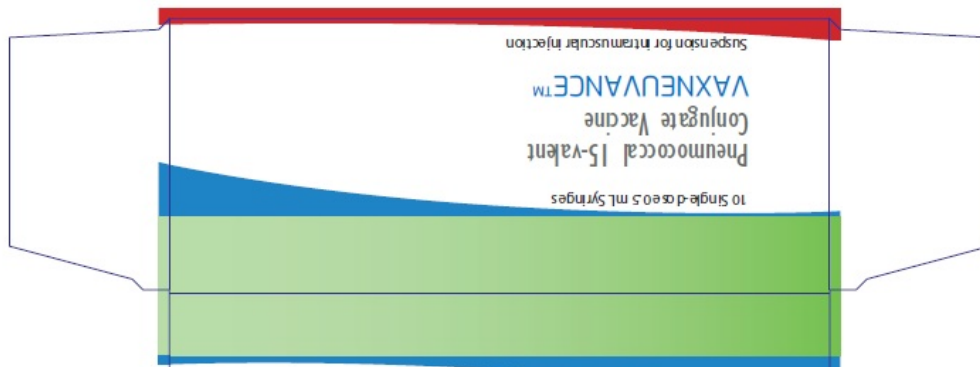 10 Single-dose 0.5 mL Syringes
Pneumococcal 15-valent
Conjugate Vaccine
VAXNEUVANCE™
Suspension for intramuscular injection